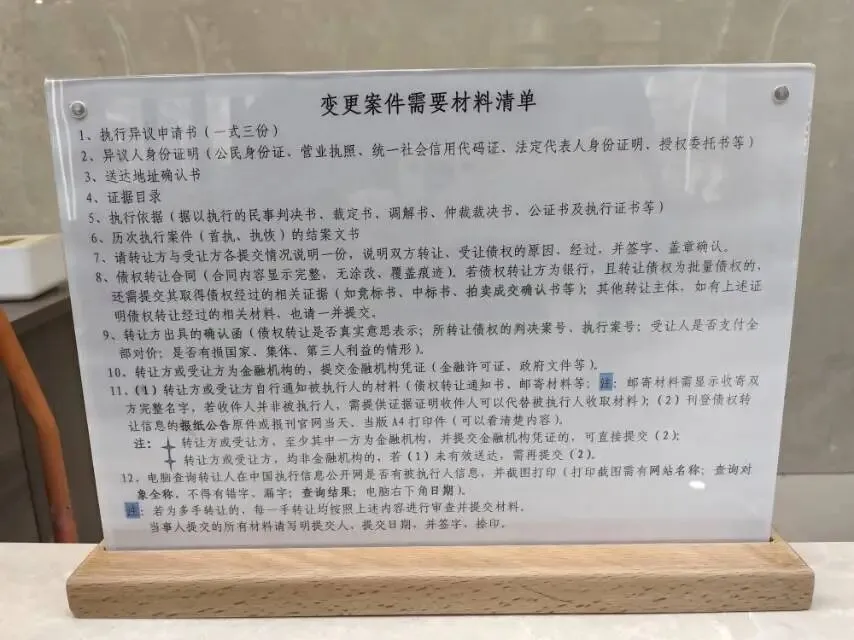 变更案件需要材料清单
1、执行异议申请书（一式三份）
2、异议人身份证明（公民身份证、营业执照、统一社会信用代码证、法定代表人身份证明、授权委托书等）
3、送达地址确认书
4、证据目录
5、执行依据（据以执行的民事判决书、裁定书、调解书、仲裁裁决书、公证书及执行证书等）
6、历次执行案件（首执、执恢）的结案文书
7、请转让方与受让方各提交情况说明一份，说明双方转让、受让债权的原因、经过，并签字、盖章确认。
8、债权转让合同（合同内容显示完整，无涂改、覆盖痕迹）。若债权转让方为银行，且转让债权为批量债权的，
还需提交其取得债权经过的相关证据（如竞标书、中标书、拍卖成交确认书等）；其他转让主体，如有上述证
明债权转让经过的相关材料、也请一并提交。
9、转让方出具的确认函（债权转让是否真实意思表示；所转让债权的判决案号、执行案号；受让人是否支付全
部对价；是否有损国家、集体、第三人利益的情形）。
10、转让方或受让方为金融机构的，提交金融机构凭证（金融许可证、政府文件等）。
11、（1）转让方或受让方自行通知被执行人的材料（债权转让通知书、邮寄材料等；注：邮寄材料需显示收寄双
方完整名字，若收件人并非被执行人，需提供证据证明收件人可以代替被执行人收取材料）；（2）刊登债权转
让信息的报纸公告原件或报刊官网当天、当版A4打印件（可以看清楚内容）。
注：转让方或受让方，至少其中一方为金融机构，并提交金融机构凭证的，可直接提交（2）；
转让方或受让方，均非金融机构的，若（1）未有效送达，需再提交（2）。
12、电脑查询转让人在中国执行信息公开网是否有被执行人信息，并截图打印（打印截图需有网站名称；查询对
象全称，不得有错字、漏字；查询结果；电脑右下角日期）。
注：若为多手转让的，每一手转让均按照上述内容进行审查并提交材料。
当事人提交的所有材料请写明提交人，提交日期，并签字、捺印。